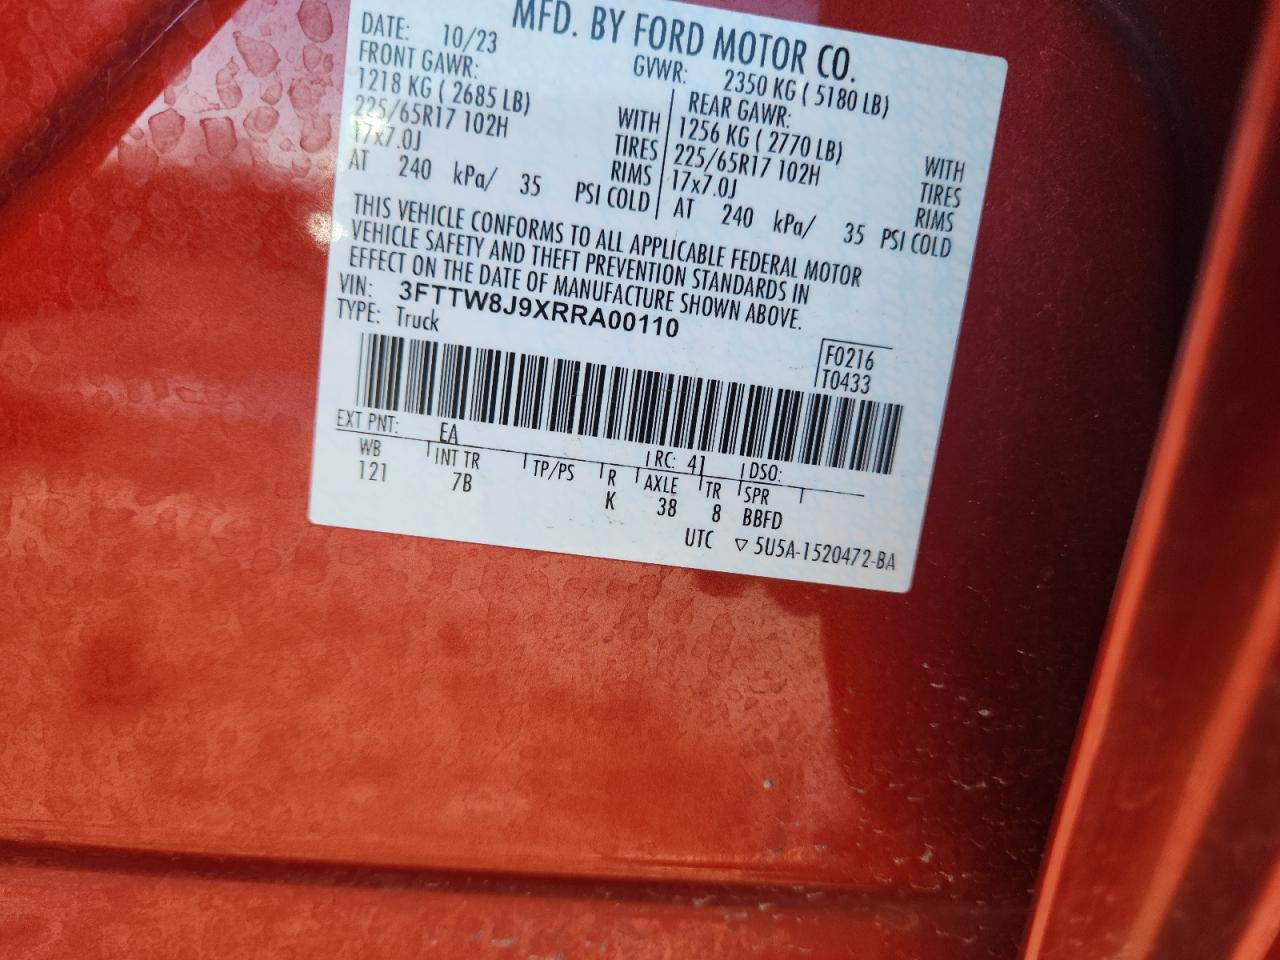 MFD. BY FORD MOTOR CO.
DATE: 10/23 GVWR: 2350 KG ( 5180 LB)
FRONT GAWR: REAR GAWR:
1218 KG ( 2685 LB) WITH 1256 KG ( 2770 LB) WITH
225/65R17 102H TIRES 225/65R17 102H TIRES
17x7.0J RIMS 17x7.0J RIMS
AT 240 kPa/ 35 PSI COLD AT 240 kPa/ 35 PSI COLD
THIS VEHICLE CONFORMS TO ALL APPLICABLE FEDERAL MOTOR
VEHICLE SAFETY AND THEFT PREVENTION STANDARDS IN
EFFECT ON THE DATE OF MANUFACTURE SHOWN ABOVE.
VIN: 3FTTW8J9XRRA00110
TYPE: Truck
F0216
T0433
EXT PNT: EA RC: 41 DSO:
WB INT TR TP/PS R AXLE TR SPR
121 7B K 38 8 BBFD
UTC ▽ 5U5A-1520472-BA